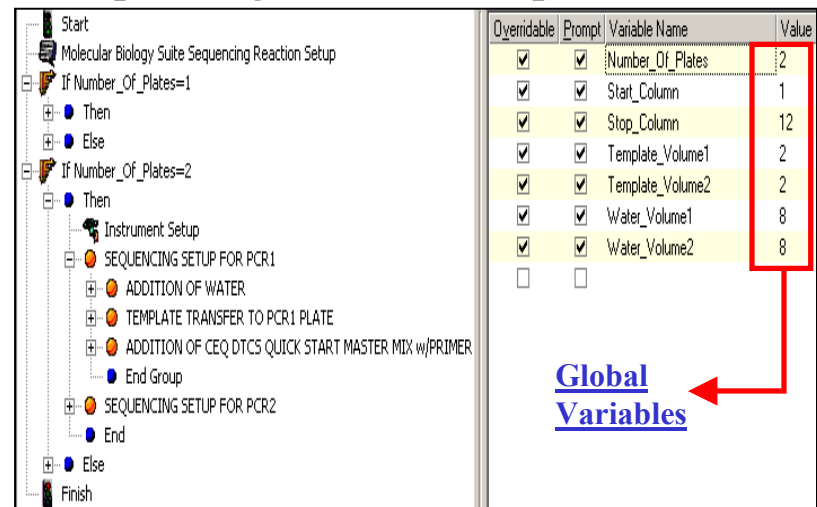 Start
Molecular Biology Suite Sequencing Reaction Setup
If Number_Of_Plates=1
Then
Else
If Number_Of_Plates=2
Then
Instrument Setup
SEQUENCING SETUP FOR PCR1
ADDITION OF WATER
TEMPLATE TRANSFER TO PCR1 PLATE
ADDITION OF CEQ DTCS QUICK START MASTER MIX w/PRIMER
End Group
SEQUENCING SETUP FOR PCR2
End
Else
Finish
Overridable Prompt Variable Name Value
Number_Of_Plates 2
Start_Column 1
Stop_Column 12
Template_Volume1 2
Template_Volume2 2
Water_Volume1 8
Water_Volume2 8
Global
Variables